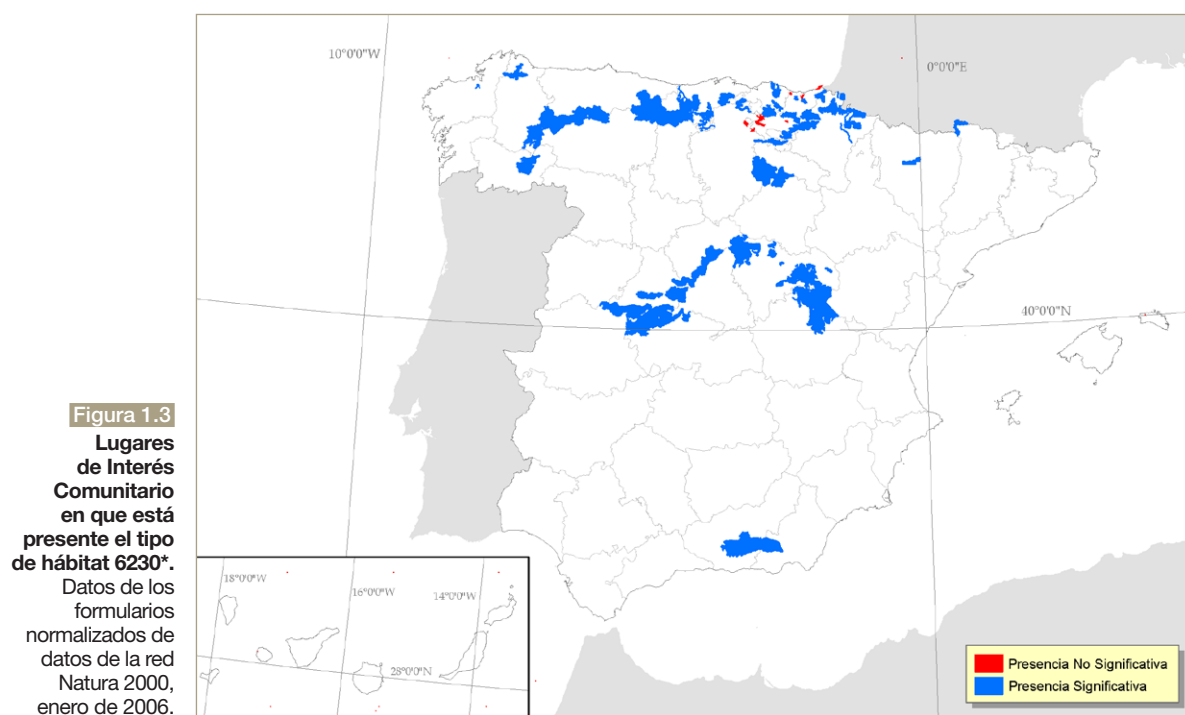 10°0'0"W
0°0'0"E
40°0'0"N
Figura 1.3
Lugares
de Interés
Comunitario
en que está
presente el tipo
de hábitat 6230*.
Datos de los
formularios
normalizados de
datos de la red
Natura 2000,
enero de 2006.
18°0'0"W
16°0'0"W
14°0'0"W
28°0'0"N
Presencia No Significativa
Presencia Significativa